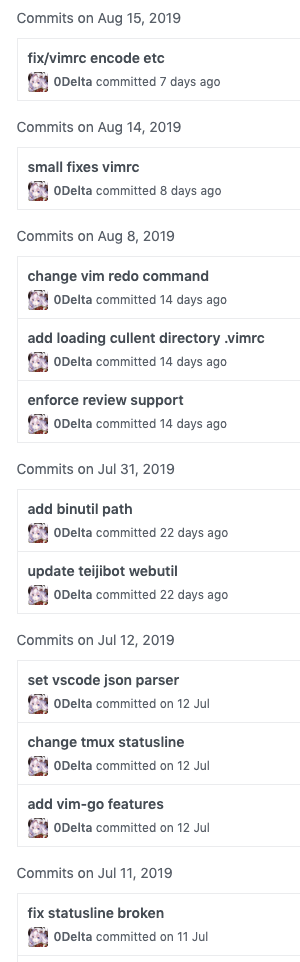 Commits on Aug 15, 2019
fix/vimrc encode etc
0Delta committed 7 days ago
Commits on Aug 14, 2019
small fixes vimrc
0Delta committed 8 days ago
Commits on Aug 8, 2019
change vim redo command
0Delta committed 14 days ago
add loading cullent directory .vimrc
0Delta committed 14 days ago
enforce review support
0Delta committed 14 days ago
Commits on Jul 31, 2019
add binutil path
0Delta committed 22 days ago
update teijibot webutil
0Delta committed 22 days ago
Commits on Jul 12, 2019
set vscode json parser
0Delta committed on 12 Jul
change tmux statusline
0Delta committed on 12 Jul
add vim-go features
0Delta committed on 12 Jul
Commits on Jul 11, 2019
fix statusline broken
0Delta committed on 11 Jul